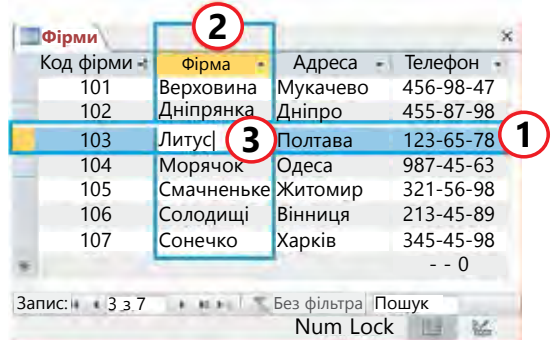 2
Фірми
Код фірми Фірма Адреса Телефон
101 Верховина Мукачево 456-98-47
102 Дніпрянка Дніпро 455-87-98
103 Литус 3 Полтава 123-65-78 1
104 Морячок Одеса 987-45-63
105 Смачненьке Житомир 321-56-98
106 Солодищі Вінниця 213-45-89
107 Сонечко Харків 345-45-98
- - 0
Запис: 3 з 7 Без фільтра Пошук
Num Lock